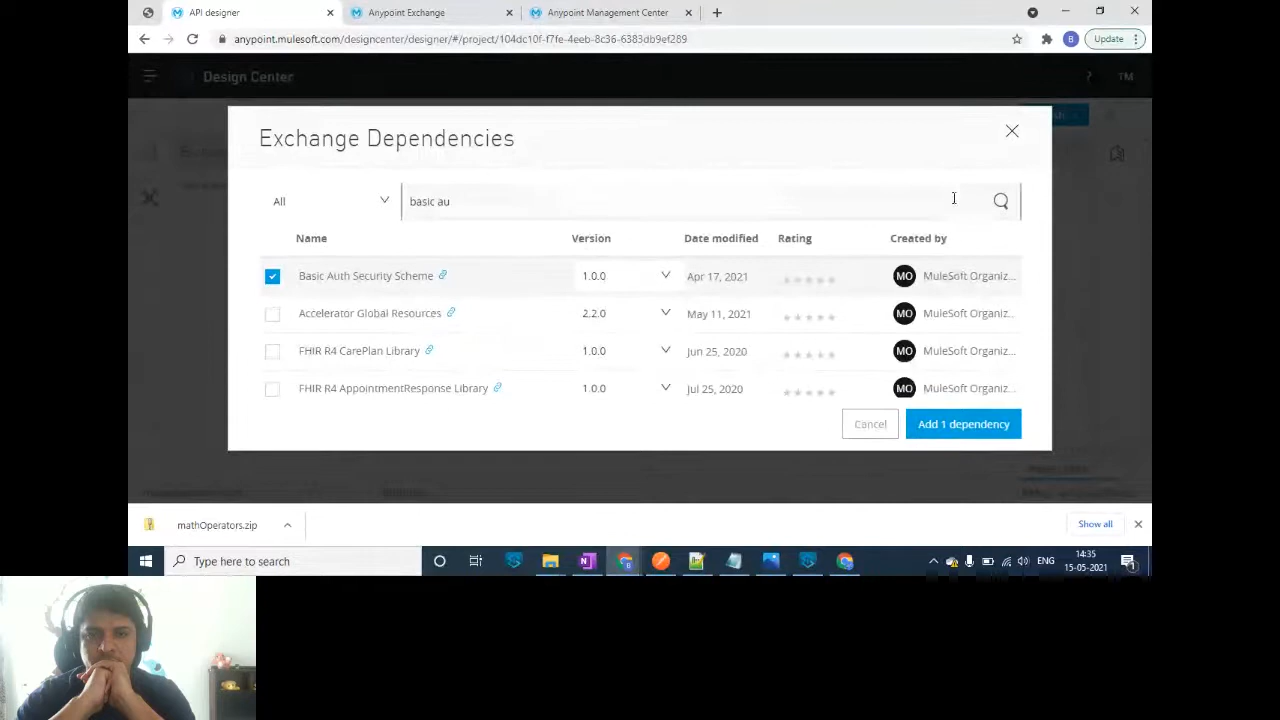 API designer
Anypoint Exchange
Anypoint Management Center
anypoint.mulesoft.com/designcenter/designer/#/project/104dc10f-f7fe-4eeb-8c36-6383db9ef289
B
Update
Design Center
?
TM
Exchange Dependencies
All
basic au
Name Version Date modified Rating Created by
Basic Auth Security Scheme 1.0.0 Apr 17, 2021 MO MuleSoft Organiz...
Accelerator Global Resources 2.2.0 May 11, 2021 MO MuleSoft Organiz...
FHIR R4 CarePlan Library 1.0.0 Jun 25, 2020 MO MuleSoft Organiz...
FHIR R4 AppointmentResponse Library 1.0.0 Jul 25, 2020 MO MuleSoft Organiz...
Cancel
Add 1 dependency
mathOperators.zip
Show all
Type here to search
ENG
14:35
15-05-2021
1